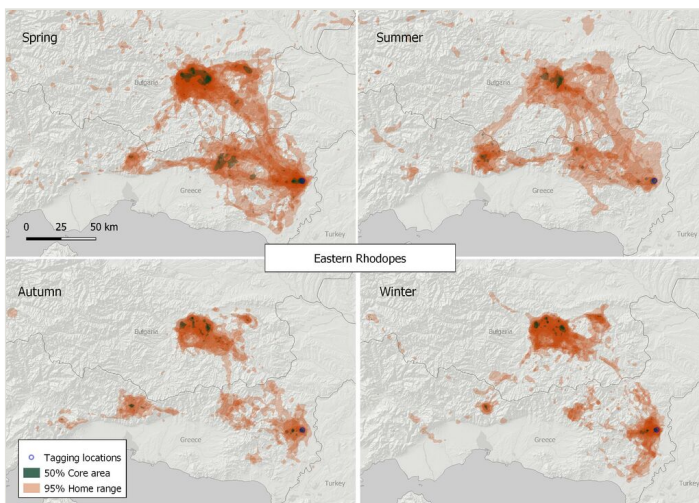 Spring
Bulgaria
Greece
0 25 50 km
Turkey
Summer
Bulgaria
Greece
Turkey
Eastern Rhodopes
Autumn
Bulgaria
Greece
Turkey
Tagging locations
50% Core area
95% Home range
Winter
Bulgaria
Greece
Turkey